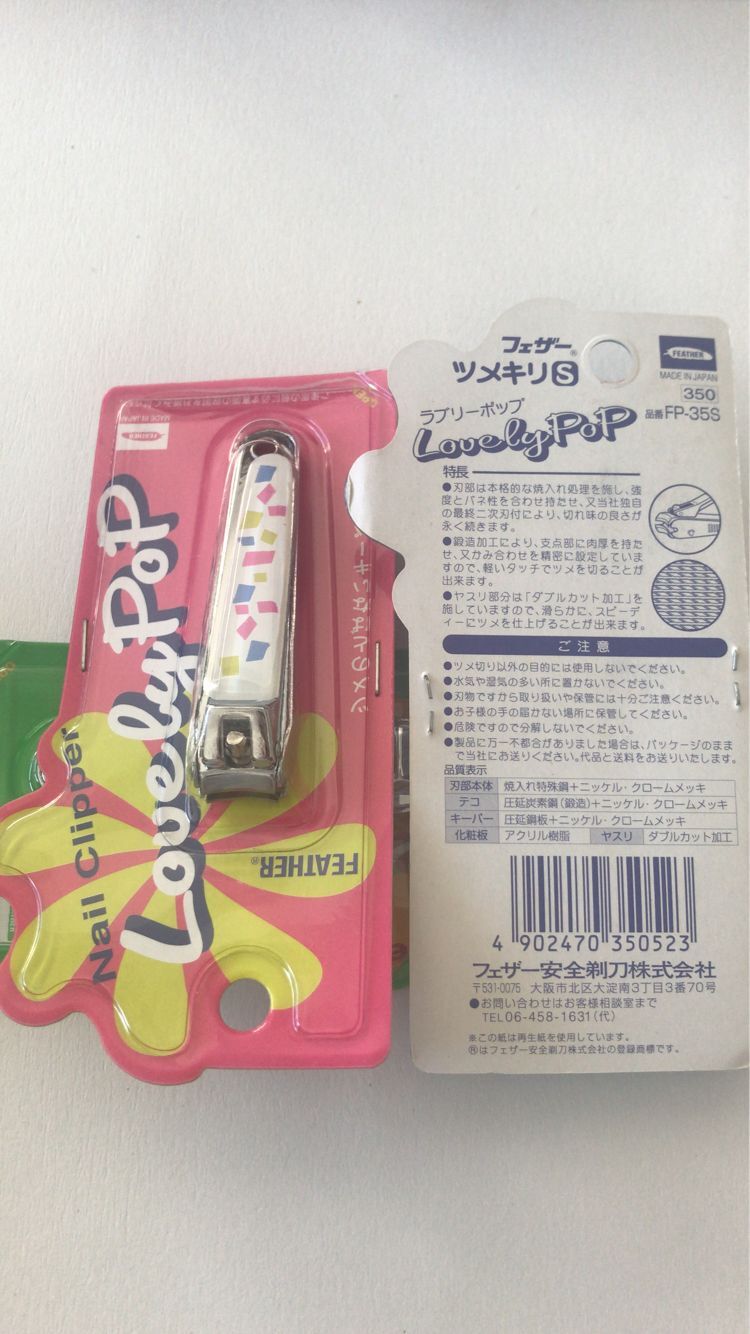 LovelyPoP
Nail Clipper
FEATHER®
FEATHER
MADE IN JAPAN
フェザー®
ツメキリS
FEATHER
MADE IN JAPAN
350
品番 FP-35S
ラブリーポップ
LovelyPoP
特長
●刃部は本格的な焼入れ処理を施し、強
度とバネ性を合わせ持たせ、又当社独自
の最終二次刃付により、切れ味の良さが
永く続きます。
●鍛造加工により、支点部に肉厚を持た
せ、又かみ合わせを精密に設定していま
すので、軽いタッチでツメを切ることが
出来ます。
●ヤスリ部分は「ダブルカット加工」を
施していますので、滑らかに、スピーデ
ィーにツメを仕上げることが出来ます。
ご注意
●ツメ切り以外の目的には使用しないでください。
●水気や湿気の多い所に置かないでください。
●刃物ですから取り扱いや保管には十分ご注意ください。
●お子様の手の届かない場所に保管してください。
●危険ですので分解しないでください。
●製品に万一不都合がありました場合は、パッケージのまま
で当社にお送りください。代品と送料をお送りいたします。
品質表示
刃部本体 焼入れ特殊鋼+ニッケル・クロームメッキ
テコ 圧延炭素鋼(鍛造)+ニッケル・クロームメッキ
キーパー 圧延鋼板+ニッケル・クロームメッキ
化粧板 アクリル樹脂 ヤスリ ダブルカット加工
4 902470 350523
フェザー安全剃刀株式会社
〒531-0075 大阪市北区大淀南3丁目3番70号
●お問い合わせはお客様相談室まで
TEL06-458-1631(代)
※この紙は再生紙を使用しています。
®はフェザー安全剃刀株式会社の登録商標です。